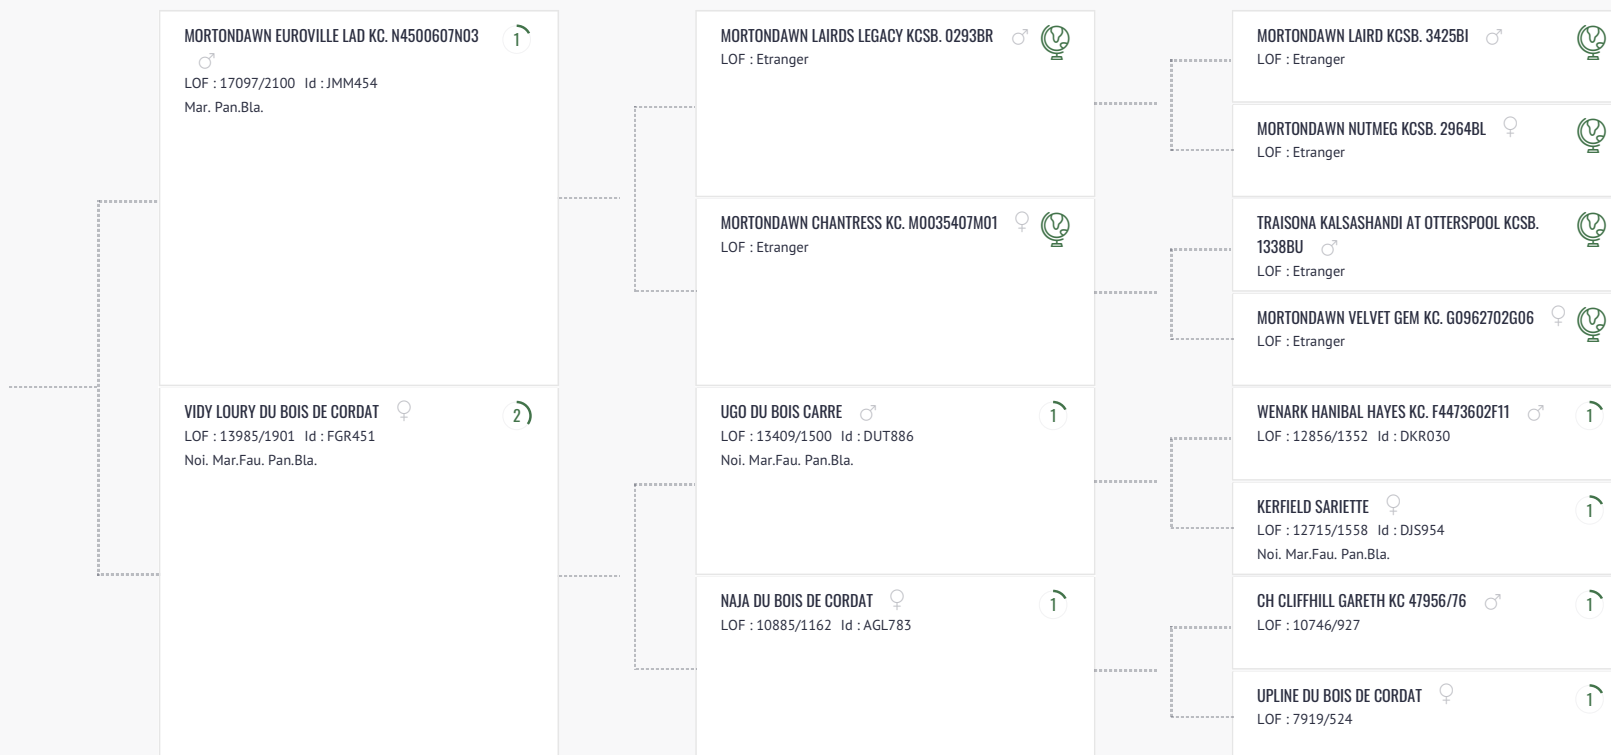 MORTONDAWN EUROVILLE LAD KC. N4500607N03
1
LOF : 17097/2100 Id : JMM454
Mar. Pan.Bla.
VIDY LOURY DU BOIS DE CORDAT
2
LOF : 13985/1901 Id : FGR451
Noi. Mar.Fau. Pan.Bla.
MORTONDAWN LAIRDS LEGACY KCSB. 0293BR
LOF : Etranger
MORTONDAWN CHANTRESS KC. M0035407M01
LOF : Etranger
UGO DU BOIS CARRE
1
LOF : 13409/1500 Id : DUT886
Noi. Mar.Fau. Pan.Bla.
NAJA DU BOIS DE CORDAT
1
LOF : 10885/1162 Id : AGL783
MORTONDAWN LAIRD KCSB. 3425BI
LOF : Etranger
MORTONDAWN NUTMEG KCSB. 2964BL
LOF : Etranger
TRAISONA KALSASHANDI AT OTTERSPOOL KCSB.
1338BU
LOF : Etranger
MORTONDAWN VELVET GEM KC. G0962702G06
LOF : Etranger
WENARK HANIBAL HAYES KC. F4473602F11
1
LOF : 12856/1352 Id : DKR030
KERFIELD SARIETTE
1
LOF : 12715/1558 Id : DJS954
Noi. Mar.Fau. Pan.Bla.
CH CLIFFHILL GARETH KC 47956/76
1
LOF : 10746/927
UPLINE DU BOIS DE CORDAT
1
LOF : 7919/524